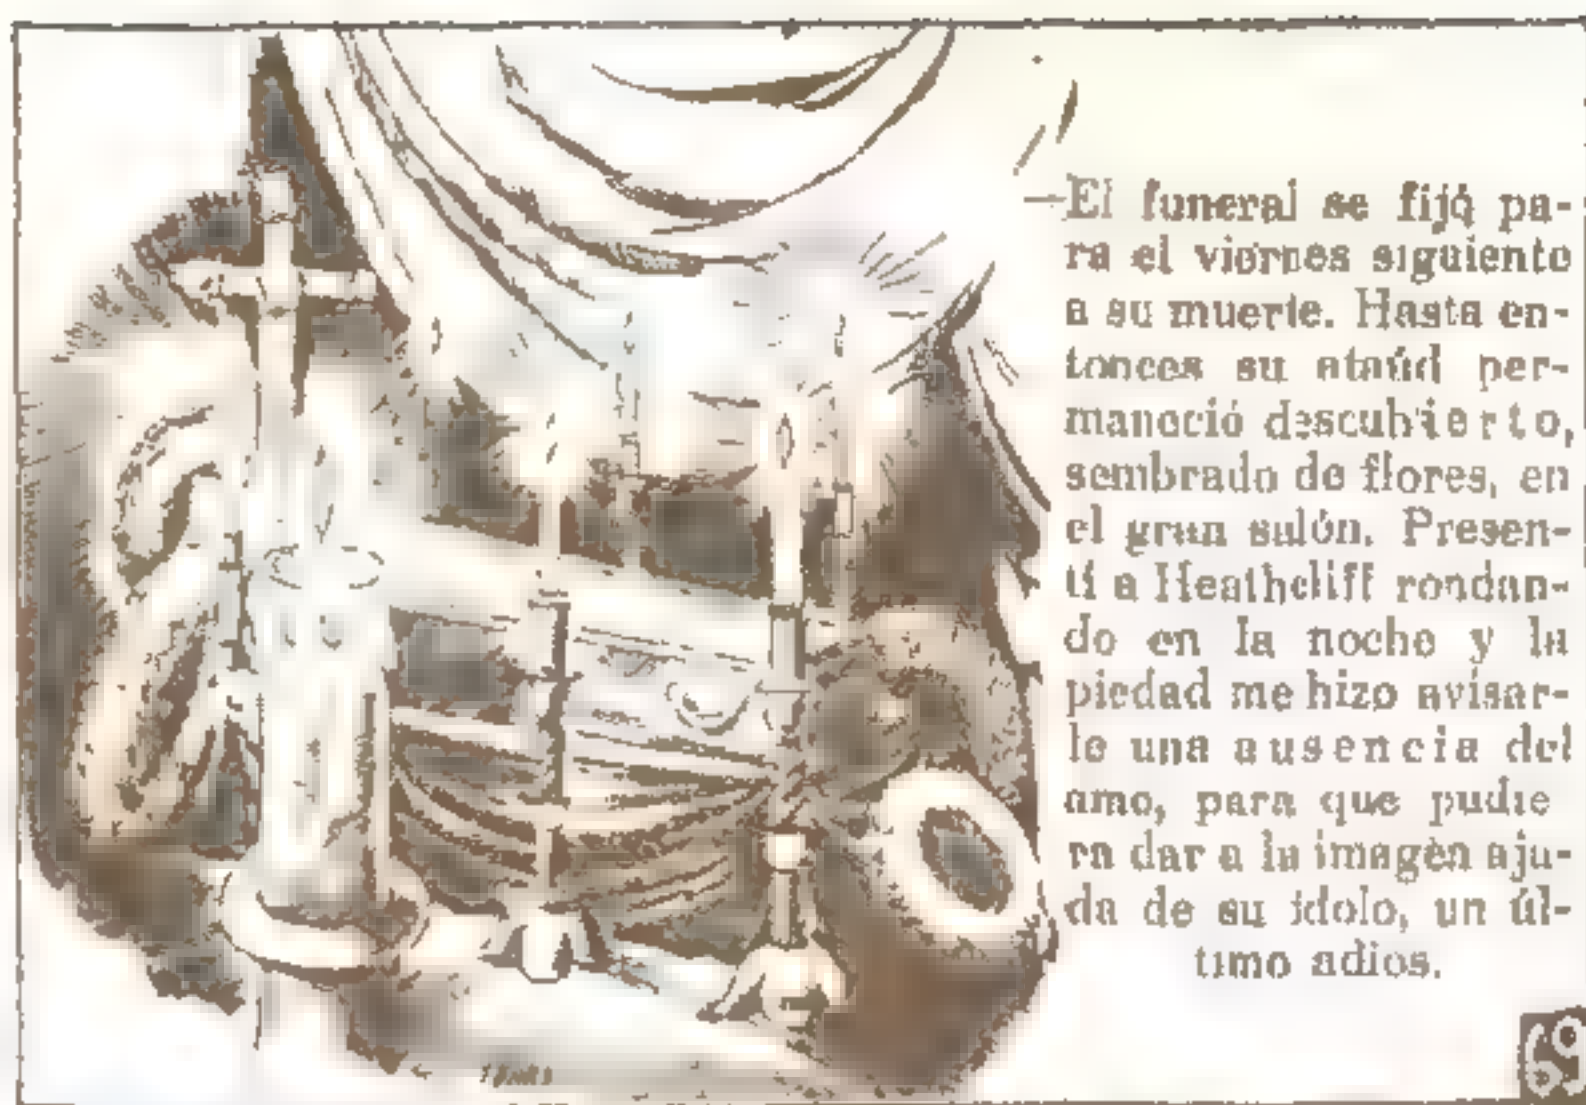 —El funeral se fijó pa-
ra el viernes siguiente
a su muerte. Hasta en-
tonces su ataúd per-
maneció descubierto,
sembrado de flores, en
el gran salón. Presen-
tí a Heathcliff rondan-
do en la noche y la
piedad me hizo avisar-
le una ausencia del
amo, para que pudie
ra dar a la imagen aja-
da de su ídolo, un úl-
timo adios.
69